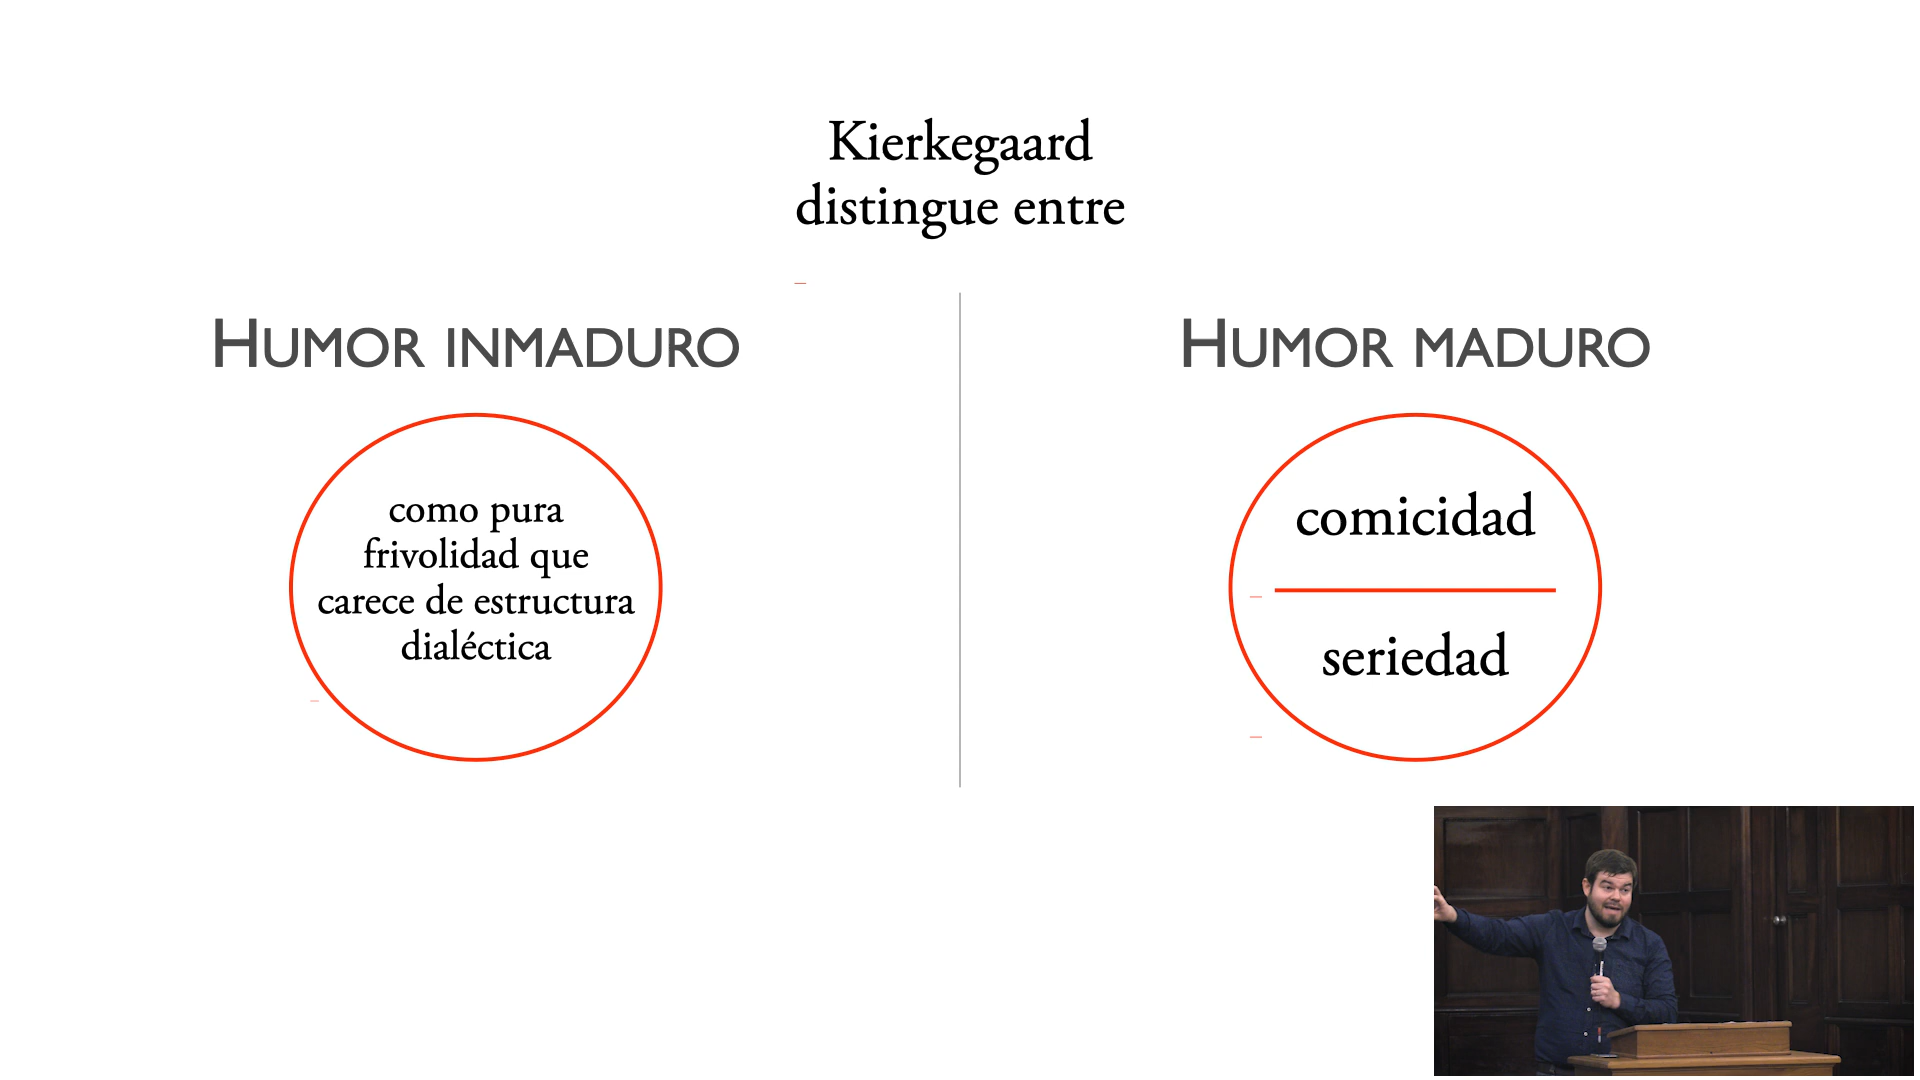 Kierkegaard
distingue entre
HUMOR INMADURO
como pura
frivolidad que
carece de estructura
dialéctica
HUMOR MADURO
comicidad
seriedad